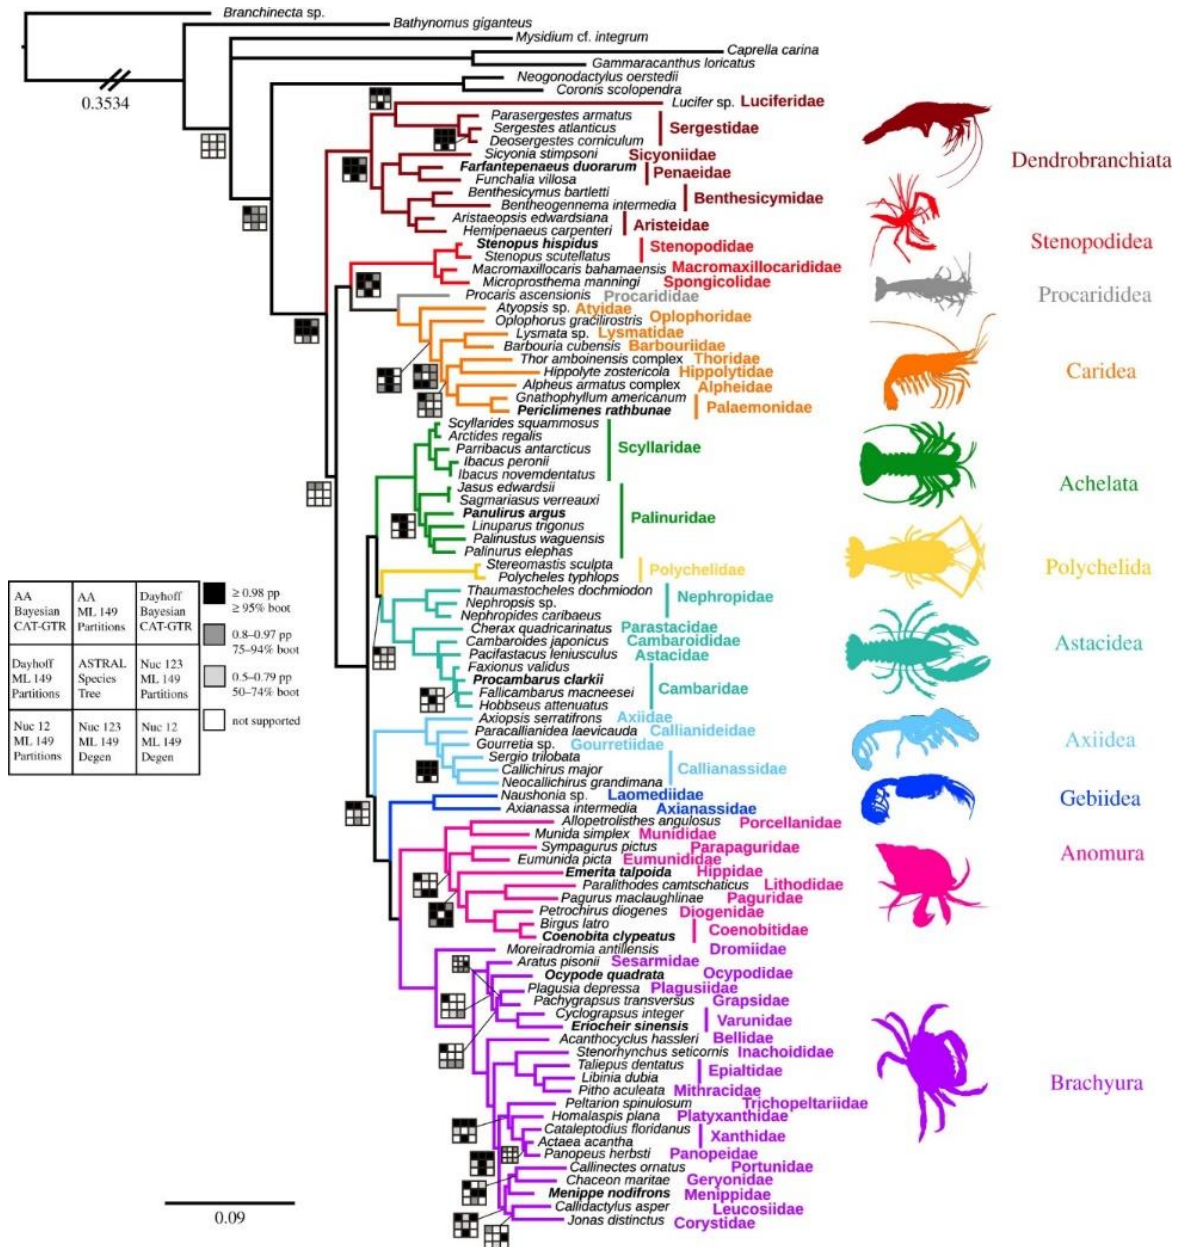 Branchinecta sp.
Bathynomus giganteus
Mysidium cf. integrum
Caprella carina
Gammaracanthus loricatus
0.3534
Neogonodactylus oerstedii
Coronis scolopendra
Lucifer sp. Luciferidae
Parasergestes armatus
Sergestes atlanticus
Sergestidae
Deosergestes corniculum
Sicyonia stimpsoni Sicyoniidae
Farfantepenaeus duorarum
Penaeidae
Funchalia villosa
Dendrobranchiata
Benthesicymus bartletti
Benthesicymidae
Bentheogennema intermedia
Aristaeopsis edwardsiana
Aristeidae
Hemipenaeus carpenteri
Stenopus hispidus
Stenopodidae
Stenopus scutellatus
Stenopodidea
Macromaxillocaris bahamaensis Macromaxillocarididae
Microprosthema manningi Spongicolidae
Procaris ascensionis Procarididae
Procarididea
Atyopsis sp. Atyidae
Oplophorus gracilirostris Oplophoridae
Lysmata sp. Lysmatidae
Barbouria cubensis Barbouriidae
Thor amboinensis complex Thoridae
Hippolyte zostericola Hippolytidae
Caridea
Alpheus armatus complex Alpheidae
Gnathophyllum americanum
Palaemonidae
Periclimenes rathbunae
Scyllarides squammosus
Arctides regalis
Scyllaridae
Parribacus antarcticus
Ibacus peronii
Ibacus novemdentatus
Achelata
Jasus edwardsii
Sagmariasus verreauxi
Panulirus argus
Palinuridae
Linuparus trigonus
Palinustus waguensis
Palinurus elephas
Stereomastis sculpta
Polychelidae
Polychelida
Polycheles typhlops
Thaumastocheles dochmiodon
Nephropidae
Nephropsis sp.
Nephropides caribaeus
Cherax quadricarinatus Parastacidae
Cambaroides japonicus Cambaroididae
Astacidea
Pacifastacus leniusculus Astacidae
Faxionus validus
Procambarus clarkii
Cambaridae
Fallicambarus macneesei
Hobbseus attenuatus
AA
Bayesian
CAT-GTR
AA
ML 149
Partitions
Dayhoff
Bayesian
CAT-GTR
Dayhoff
ML 149
Partitions
ASTRAL
Species
Tree
Nuc 123
ML 149
Partitions
Nuc 12
ML 149
Partitions
Nuc 123
ML 149
Degen
Nuc 12
ML 149
Degen
≥ 0.98 pp
≥ 95% boot
0.8–0.97 pp
75–94% boot
0.5–0.79 pp
50–74% boot
not supported
Axiopsis serratifrons Axiidae
Paracallianidea laevicauda Callianideidae
Gourretia sp. Gourretiidae
Axiidea
Sergio trilobata
Callichirus major
Callianassidae
Neocallichirus grandimana
Naushonia sp. Laomediidae
Gebiidea
Axianassa intermedia Axianassidae
Allopetrolisthes angulosus Porcellanidae
Munida simplex Munididae
Sympagurus pictus Parapaguridae
Anomura
Eumunida picta Eumunididae
Emerita talpoida Hippidae
Paralithodes camtschaticus Lithodidae
Pagurus maclaughlinae Paguridae
Petrochirus diogenes Diogenidae
Birgus latro
Coenobitidae
Coenobita clypeatus
Moreiradromia antillensis Dromiidae
Aratus pisonii Sesarmidae
Ocypode quadrata Ocypodidae
Plagusia depressa Plagusiidae
Pachygrapsus transversus Grapsidae
Cyclograpsus integer
Varunidae
Eriocheir sinensis
Acanthocyclus hassleri Bellidae
Stenorhynchus seticornis Inachoididae
Taliepus dentatus
Epialtidae
Libinia dubia
Brachyura
Pitho aculeata Mithracidae
Peltarion spinulosum Trichopeltariidae
Homalaspis plana Platyxanthidae
Cataleptodius floridanus
Xanthidae
Actaea acantha
Panopeus herbsti Panopeidae
Callinectes ornatus Portunidae
Chaceon maritae Geryonidae
Menippe nodifrons Menippidae
Callidactylus asper Leucosiidae
Jonas distinctus Corystidae
0.09